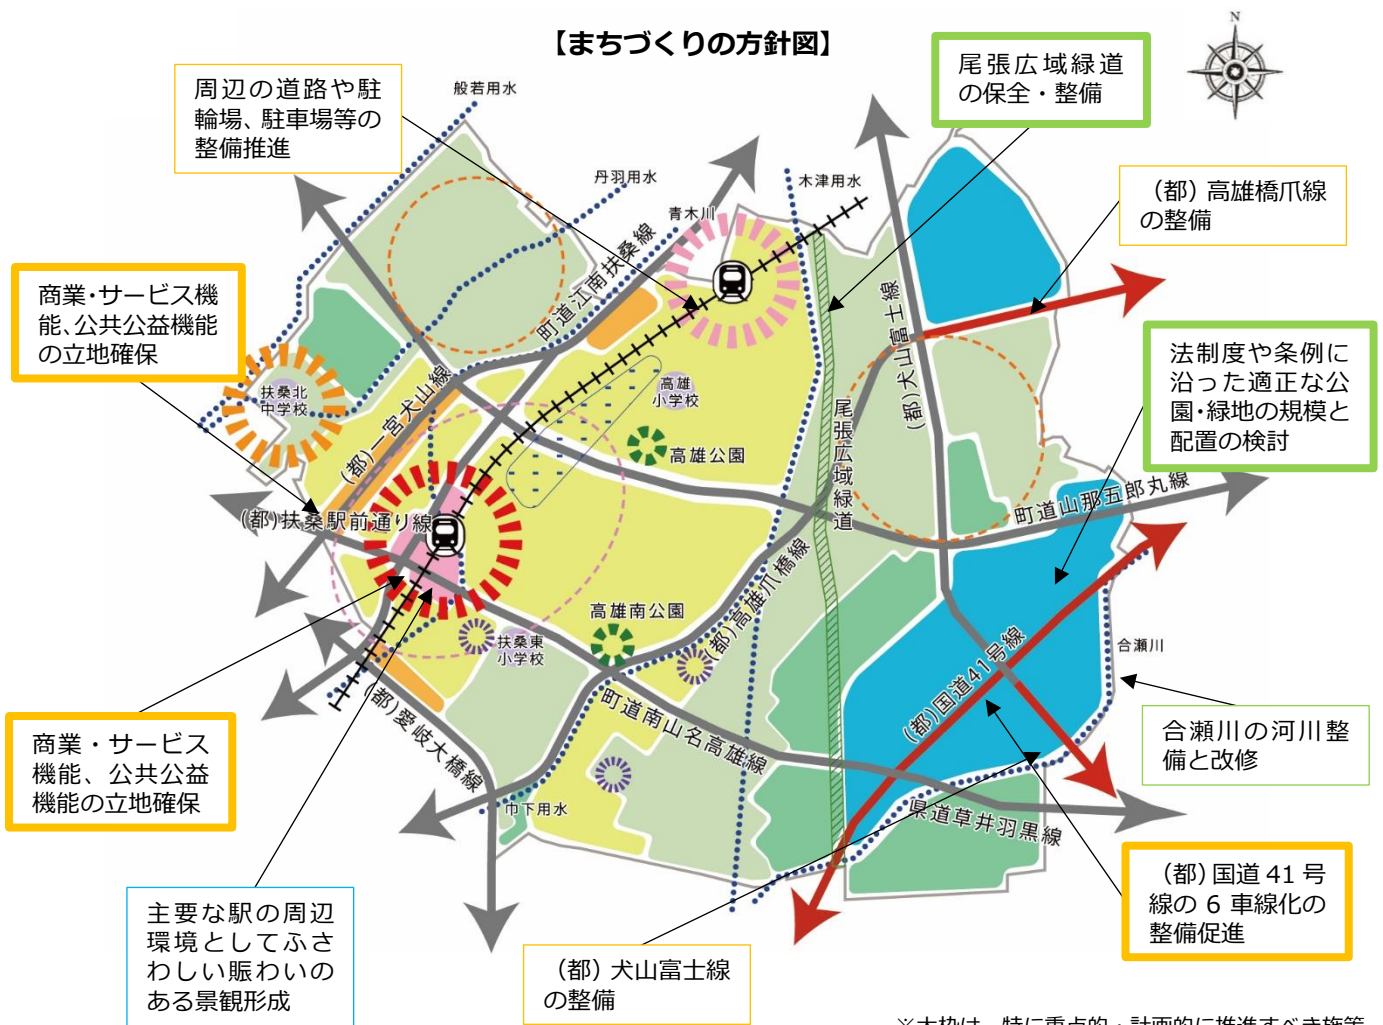 【まちづくりの方針図】
N
周辺の道路や駐
輪場、駐車場等の
整備推進
般若用水
尾張広域緑道
の保全・整備
丹羽用水
木津用水
青木川
(都)高雄橋爪線
の整備
町道江南扶桑線
商業・サービス機
能、公共公益機能
の立地確保
(都)犬山富士線
法制度や条例に
沿った適正な公
園・緑地の規模と
配置の検討
扶桑北
中学校
高雄
小学校
(都)一宮犬山線
尾張広域緑道
高雄公園
町道山那五郎丸線
(都)扶桑駅前通り線
(都)高雄爪橋線
高雄南公園
扶桑東
小学校
合瀬川
(都)国道41号線
商業・サービス
機能、公共公益
機能の立地確保
(都)愛岐大橋線
町道南山名高雄線
合瀬川の河川整
備と改修
巾下用水
県道草井羽黒線
主要な駅の周辺
環境としてふさ
わしい賑わいの
ある景観形成
(都)犬山富士線
の整備
(都)国道 41 号
線の 6 車線化の
整備促進